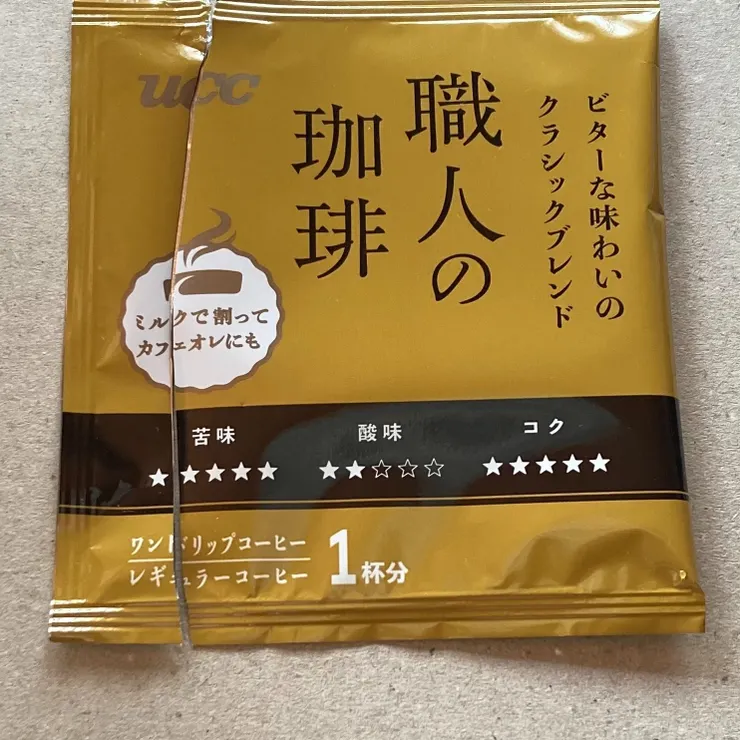 ucc
職人の
珈琲
ビターな味わいの
クラシックブレンド
ミルクで割って
カフェオレにも
苦味
酸味
コク
★★★★★
★★☆☆☆
★★★★★
ワンドリップコーヒー
レギュラーコーヒー
1杯分